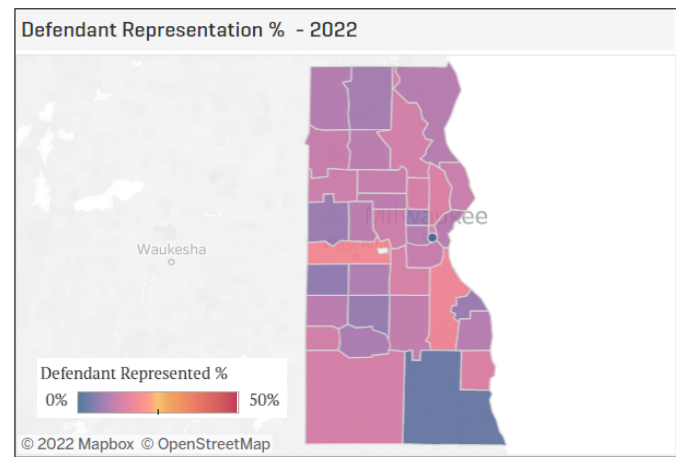 Defendant Representation % - 2022
Milwaukee
Waukesha
Defendant Represented %
0%
50%
© 2022 Mapbox © OpenStreetMap